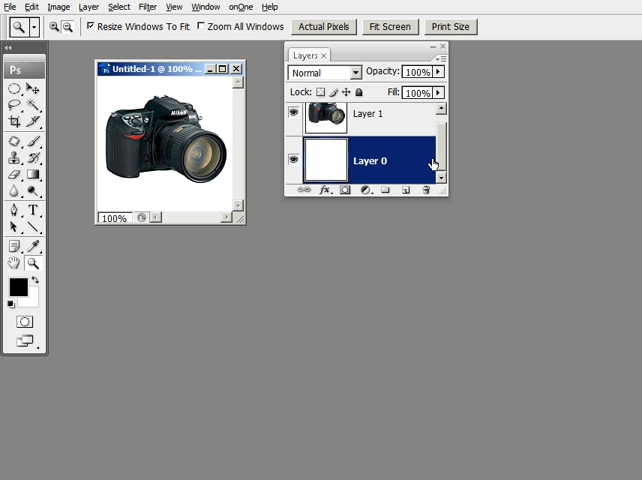 File Edit Image Layer Select Filter View Window onOne Help
Resize Windows To Fit Zoom All Windows Actual Pixels Fit Screen Print Size
Ps
Untitled-1 @ 100% ...
Nikon
100%
Layers x
Normal Opacity: 100%
Lock: Fill: 100%
Layer 1
Layer 0
fx.
T